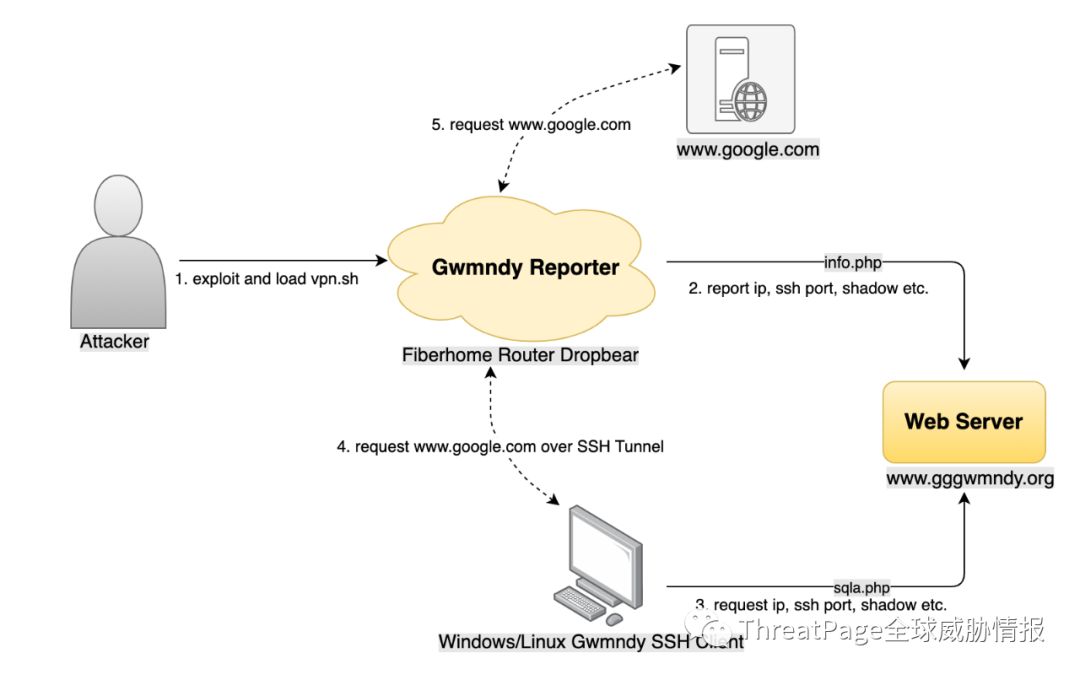 5. request www.google.com
www.google.com
Gwmndy Reporter
info.php
1. exploit and load vpn.sh
2. report ip, ssh port, shadow etc.
Attacker
Fiberhome Router Dropbear
Web Server
4. request www.google.com over SSH Tunnel
www.gggwmndy.org
sqla.php
3. request ip, ssh port, shadow etc.
ThreatPage全球威胁情报
Windows/Linux Gwmndy SSH Client